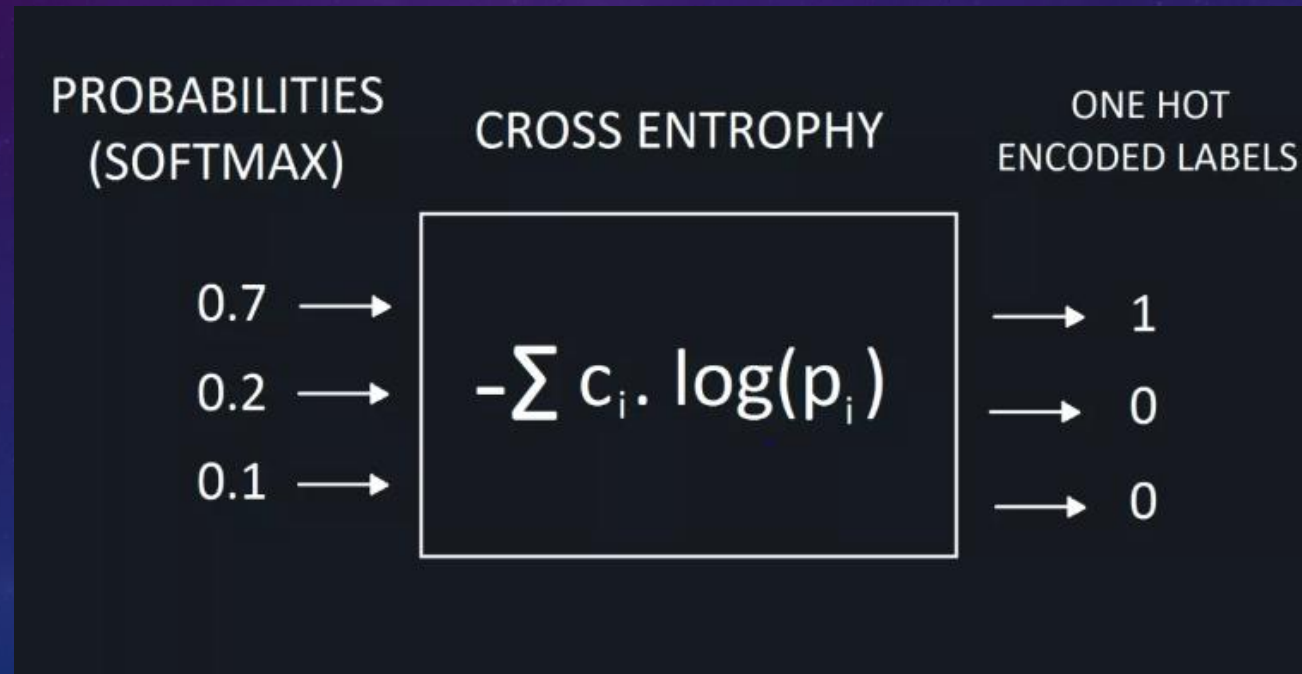 PROBABILITIES
(SOFTMAX)
CROSS ENTROPHY
ONE HOT
ENCODED LABELS
0.7
0.2
0.1
-∑ cᵢ. log(pᵢ)
1
0
0